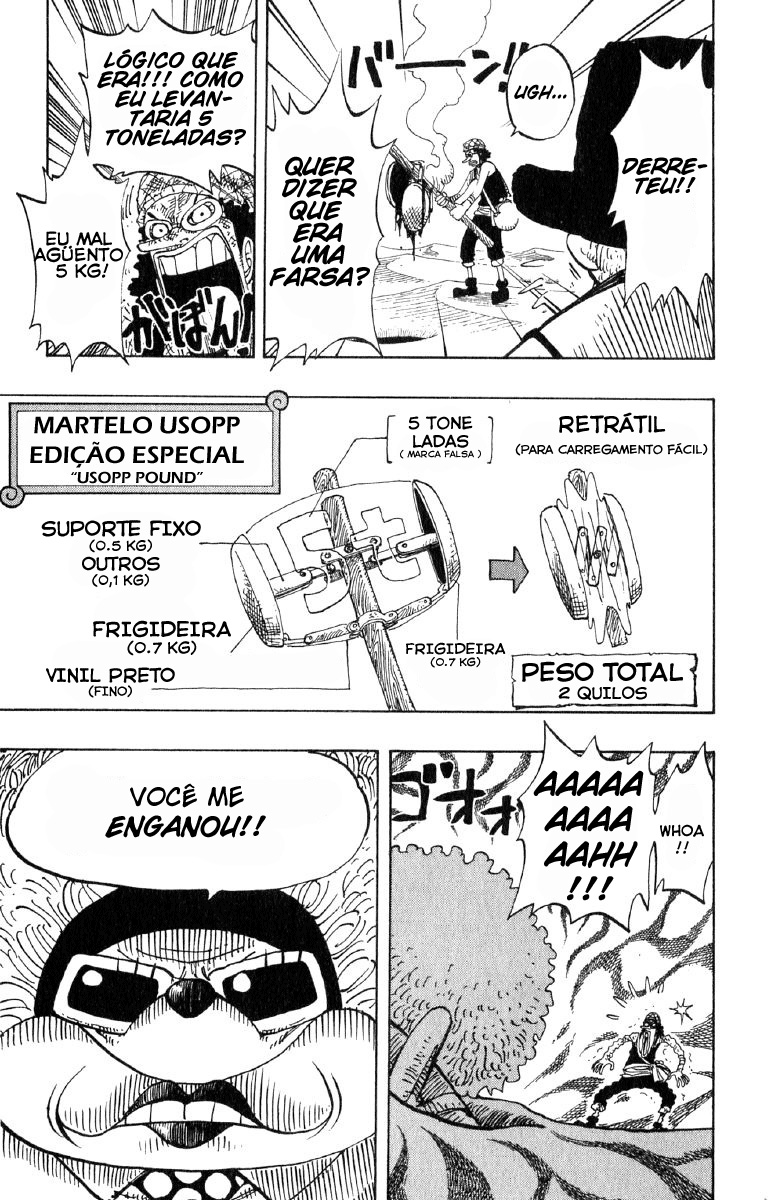 DERRE-
TEU!!
UGH...
バーン!!
QUER
DIZER
QUE
ERA
UMA
FARSA?
LÓGICO QUE
ERA!!! COMO
EU LEVAN-
TARIA 5
TONELADAS?
EU MAL
AGÜENTO
5 KG!
がぼん!
MARTELO USOPP
EDIÇÃO ESPECIAL
“USOPP POUND”
5 TONE
LADAS
( MARCA FALSA )
RETRÁTIL
(PARA CARREGAMENTO FÁCIL)
5t
SUPORTE FIXO
(0.5 KG)
OUTROS
(0,1 KG)
FRIGIDEIRA
(0.7 KG)
VINIL PRETO
(FINO)
FRIGIDEIRA
(0.7 KG)
PESO TOTAL
2 QUILOS
WHOA
!!
AAAAA
AAAA
AAHH
!!!
ゴオオ
VOCÊ ME
ENGANOU!!